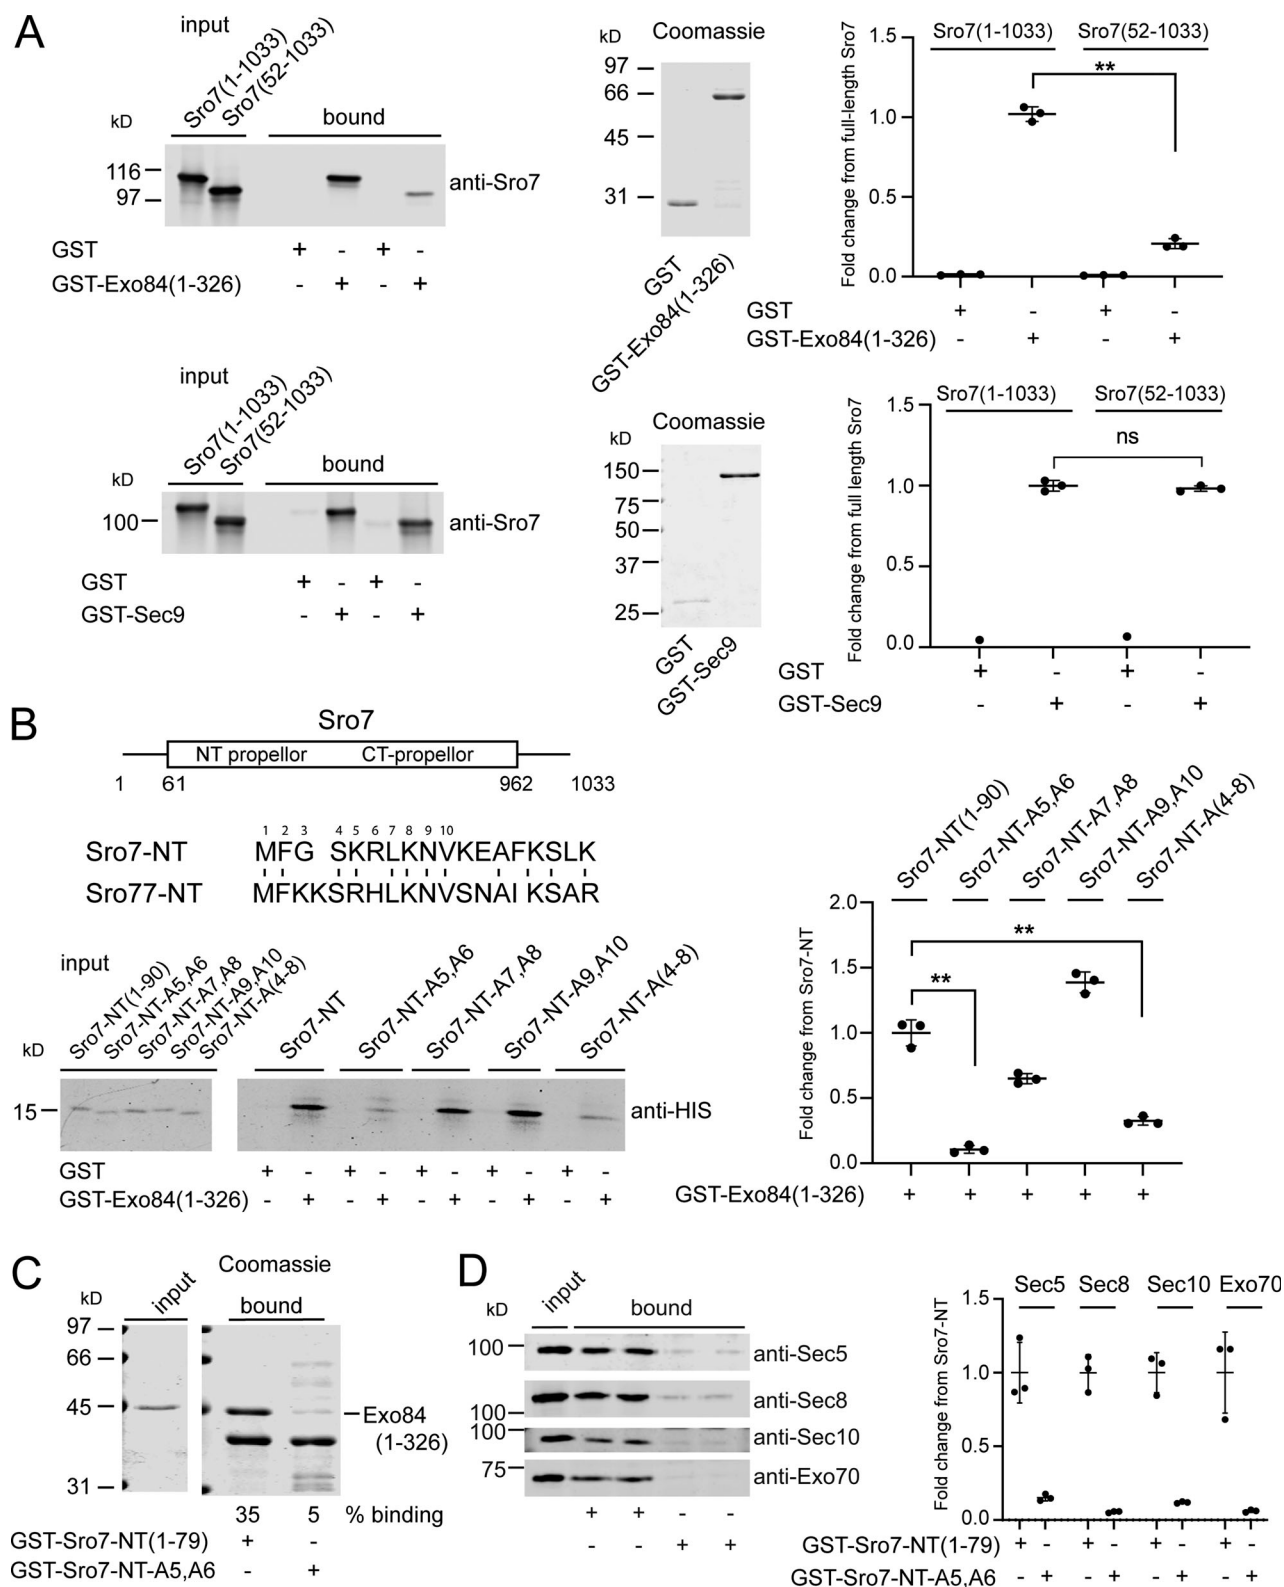 A
input
Sro7(1-1033)
Sro7(52-1033)
kD
bound
116
97
anti-Sro7
GST + - + -
GST-Exo84(1-326) - + - +
kD Coomassie
97
66
45
31
GST
GST-Exo84(1-326)
Fold change from full-length Sro7
1.5
1.0
0.5
0.0
Sro7(1-1033) Sro7(52-1033)
**
GST + - + -
GST-Exo84(1-326) - + - +
input
Sro7(1-1033)
Sro7(52-1033)
kD
bound
100
anti-Sro7
GST + - + -
GST-Sec9 - + - +
Coomassie
kD
150
75
50
37
25
GST
GST-Sec9
Fold change from full length Sro7
1.5
1.0
0.5
0.0
Sro7(1-1033) Sro7(52-1033)
ns
GST + - + -
GST-Sec9 - + - +
B
Sro7
NT propellor CT-propellor
1 61 962 1033
1 2 3 4 5 6 7 8 9 10
Sro7-NT MFG SKRLKNVKEAFKSLK
Sro77-NT MFKKSRHLKNVSNAIKSAR
input
Sro7-NT(1-90)
Sro7-NT-A5,A6
Sro7-NT-A7,A8
Sro7-NT-A9,A10
Sro7-NT-A(4-8)
Sro7-NT
Sro7-NT-A5,A6
Sro7-NT-A7,A8
Sro7-NT-A9,A10
Sro7-NT-A(4-8)
kD
15
anti-HIS
GST + - + - + - + - + -
GST-Exo84(1-326) - + - + - + - + - +
Sro7-NT(1-90)
Sro7-NT-A5,A6
Sro7-NT-A7,A8
Sro7-NT-A9,A10
Sro7-NT-A(4-8)
Fold change from Sro7-NT
2.0
1.5
1.0
0.5
0.0
**
**
GST-Exo84(1-326) + + + + +
C
Coomassie
kD
input
bound
97
66
45
31
Exo84
(1-326)
35 5 % binding
GST-Sro7-NT(1-79) + -
GST-Sro7-NT-A5,A6 - +
D
kD
input
bound
100
anti-Sec5
100
anti-Sec8
100
anti-Sec10
75
anti-Exo70
+ + - -
- - + +
Fold change from Sro7-NT
1.5
1.0
0.5
0.0
Sec5 Sec8 Sec10 Exo70
GST-Sro7-NT(1-79) + - + - + - + -
GST-Sro7-NT-A5,A6 - + - + - + - +